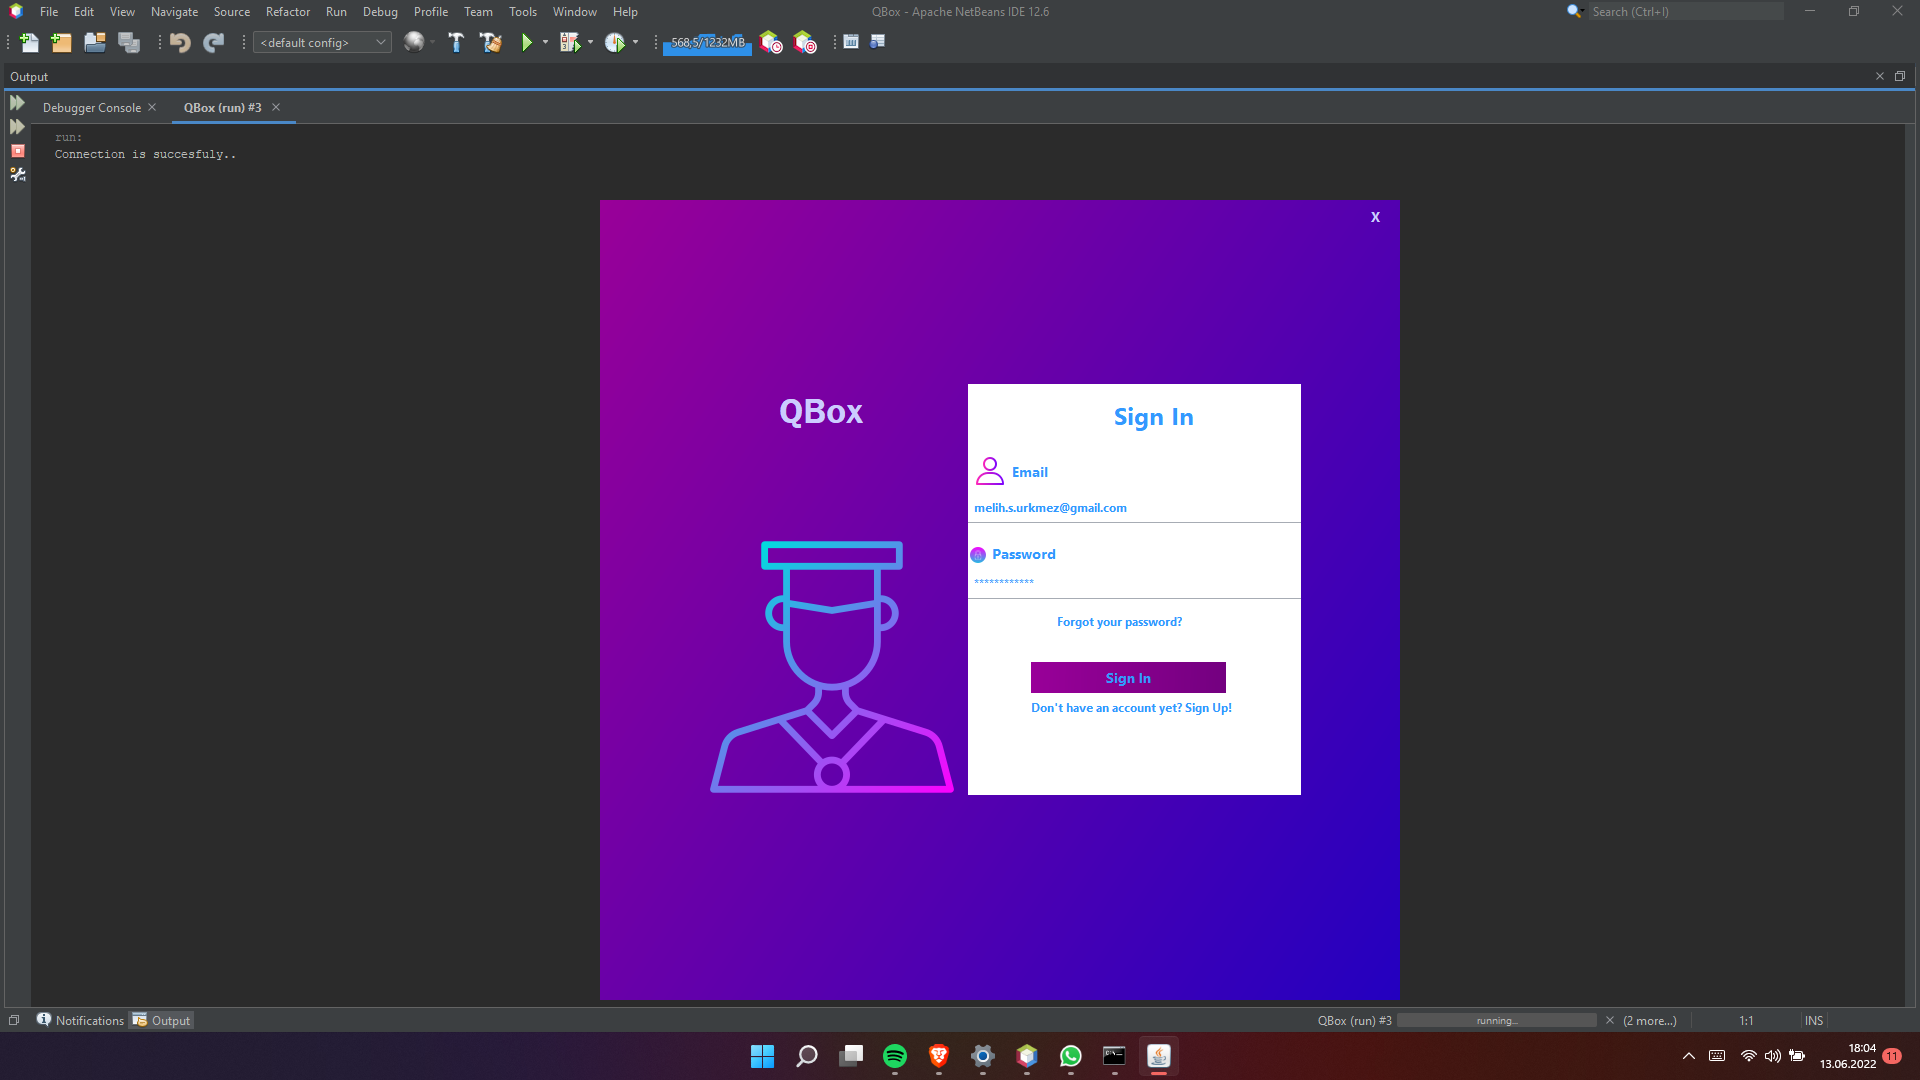 File Edit View Navigate Source Refactor Run Debug Profile Team Tools Window Help
QBox - Apache NetBeans IDE 12.6
Search (Ctrl+I)
<default config>
568,5/1232MB
Output
Debugger Console
QBox (run) #3
run:
Connection is succesfuly..
X
QBox
Sign In
Email
melih.s.urkmez@gmail.com
Password
************
Forgot your password?
Sign In
Don't have an account yet? Sign Up!
Notifications
Output
QBox (run) #3
running...
(2 more...)
1:1
INS
18:04
13.06.2022
11